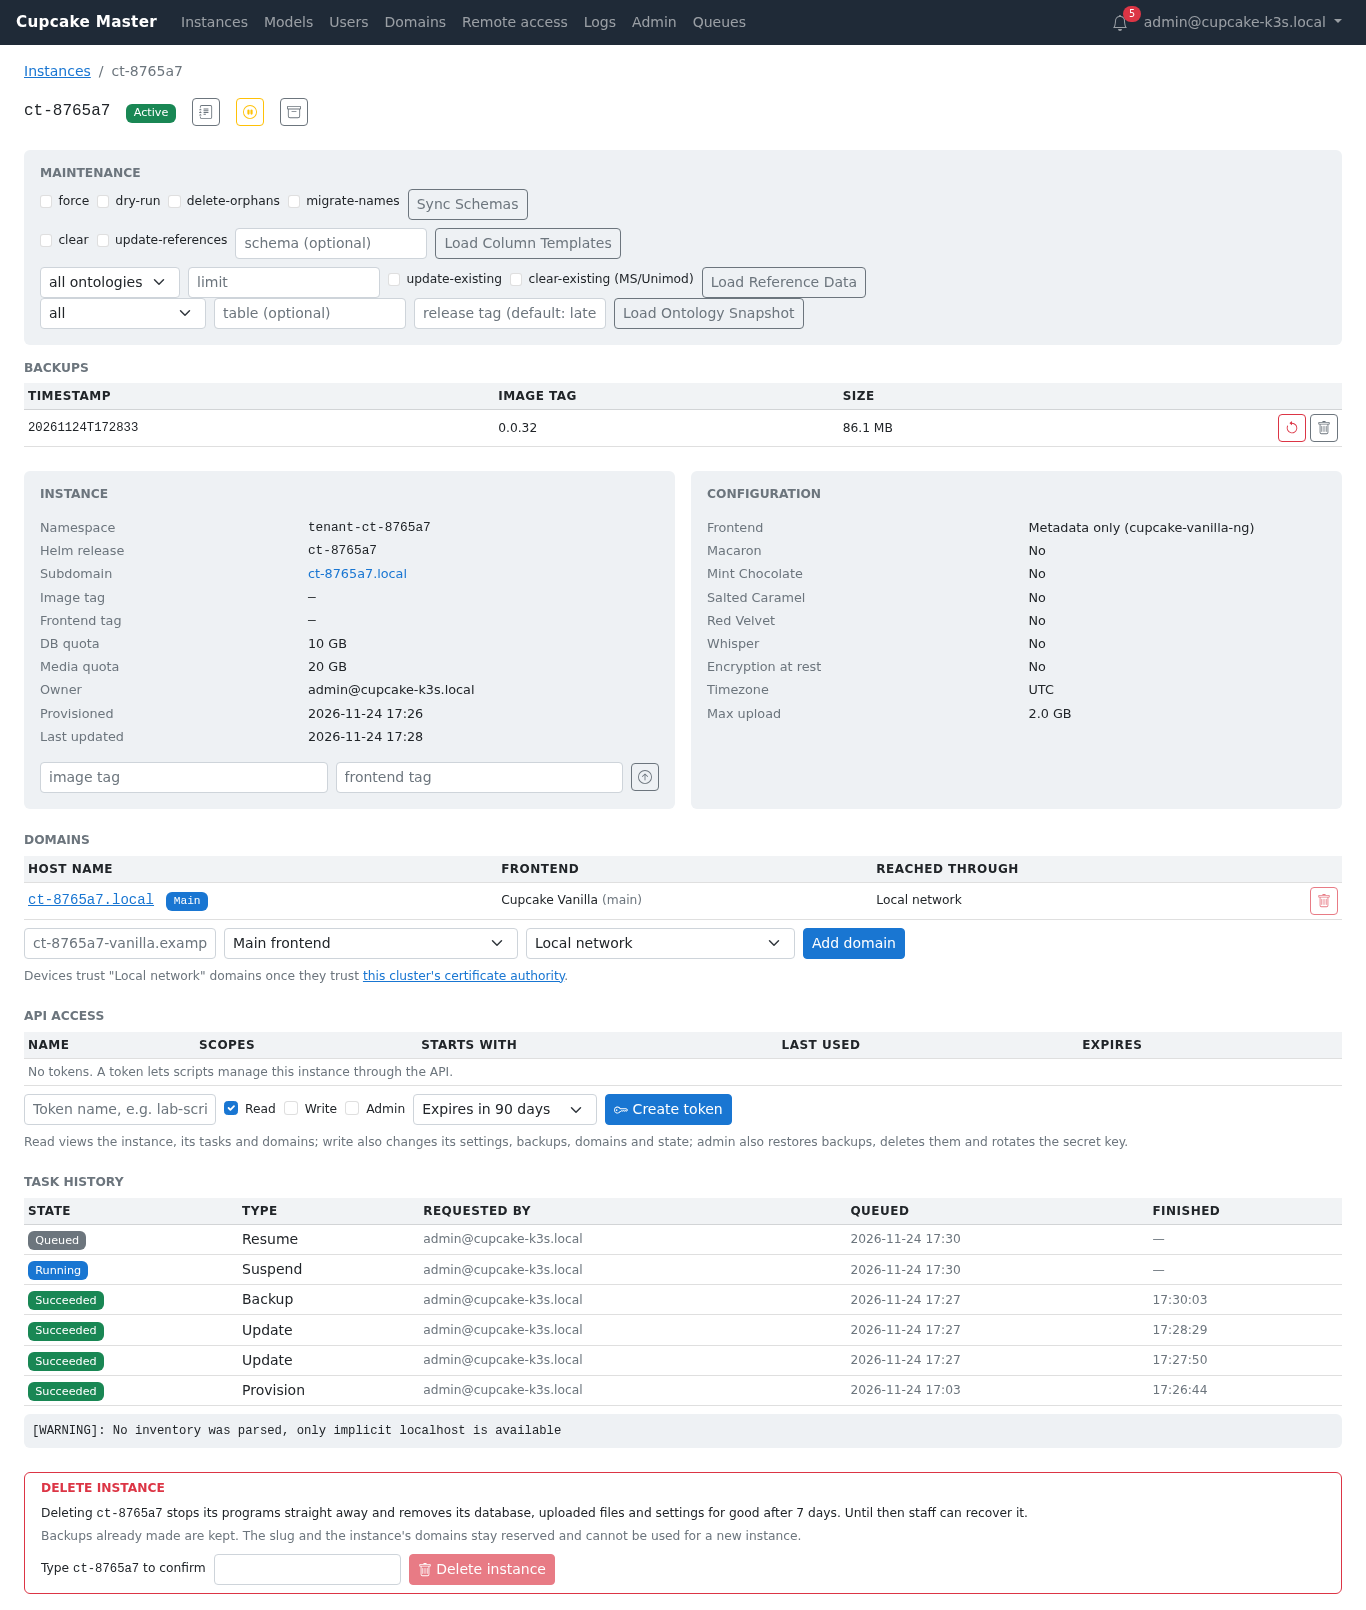 Cupcake Master Instances Models Users Domains Remote access Logs Admin Queues 5 admin@cupcake-k3s.local
Instances / ct-8765a7
ct-8765a7 Active
MAINTENANCE
force dry-run delete-orphans migrate-names Sync Schemas
clear update-references schema (optional) Load Column Templates
all ontologies limit update-existing clear-existing (MS/Unimod) Load Reference Data
all table (optional) release tag (default: late Load Ontology Snapshot
BACKUPS
TIMESTAMP IMAGE TAG SIZE
20261124T172833 0.0.32 86.1 MB
INSTANCE
Namespace tenant-ct-8765a7
Helm release ct-8765a7
Subdomain ct-8765a7.local
Image tag —
Frontend tag —
DB quota 10 GB
Media quota 20 GB
Owner admin@cupcake-k3s.local
Provisioned 2026-11-24 17:26
Last updated 2026-11-24 17:28
image tag frontend tag
CONFIGURATION
Frontend Metadata only (cupcake-vanilla-ng)
Macaron No
Mint Chocolate No
Salted Caramel No
Red Velvet No
Whisper No
Encryption at rest No
Timezone UTC
Max upload 2.0 GB
DOMAINS
HOST NAME FRONTEND REACHED THROUGH
ct-8765a7.local Main Cupcake Vanilla (main) Local network
ct-8765a7-vanilla.examp Main frontend Local network Add domain
Devices trust "Local network" domains once they trust this cluster's certificate authority.
API ACCESS
NAME SCOPES STARTS WITH LAST USED EXPIRES
No tokens. A token lets scripts manage this instance through the API.
Token name, e.g. lab-scri Read Write Admin Expires in 90 days Create token
Read views the instance, its tasks and domains; write also changes its settings, backups, domains and state; admin also restores backups, deletes them and rotates the secret key.
TASK HISTORY
STATE TYPE REQUESTED BY QUEUED FINISHED
Queued Resume admin@cupcake-k3s.local 2026-11-24 17:30 —
Running Suspend admin@cupcake-k3s.local 2026-11-24 17:30 —
Succeeded Backup admin@cupcake-k3s.local 2026-11-24 17:27 17:30:03
Succeeded Update admin@cupcake-k3s.local 2026-11-24 17:27 17:28:29
Succeeded Update admin@cupcake-k3s.local 2026-11-24 17:27 17:27:50
Succeeded Provision admin@cupcake-k3s.local 2026-11-24 17:03 17:26:44
[WARNING]: No inventory was parsed, only implicit localhost is available
DELETE INSTANCE
Deleting ct-8765a7 stops its programs straight away and removes its database, uploaded files and settings for good after 7 days. Until then staff can recover it.
Backups already made are kept. The slug and the instance's domains stay reserved and cannot be used for a new instance.
Type ct-8765a7 to confirm Delete instance